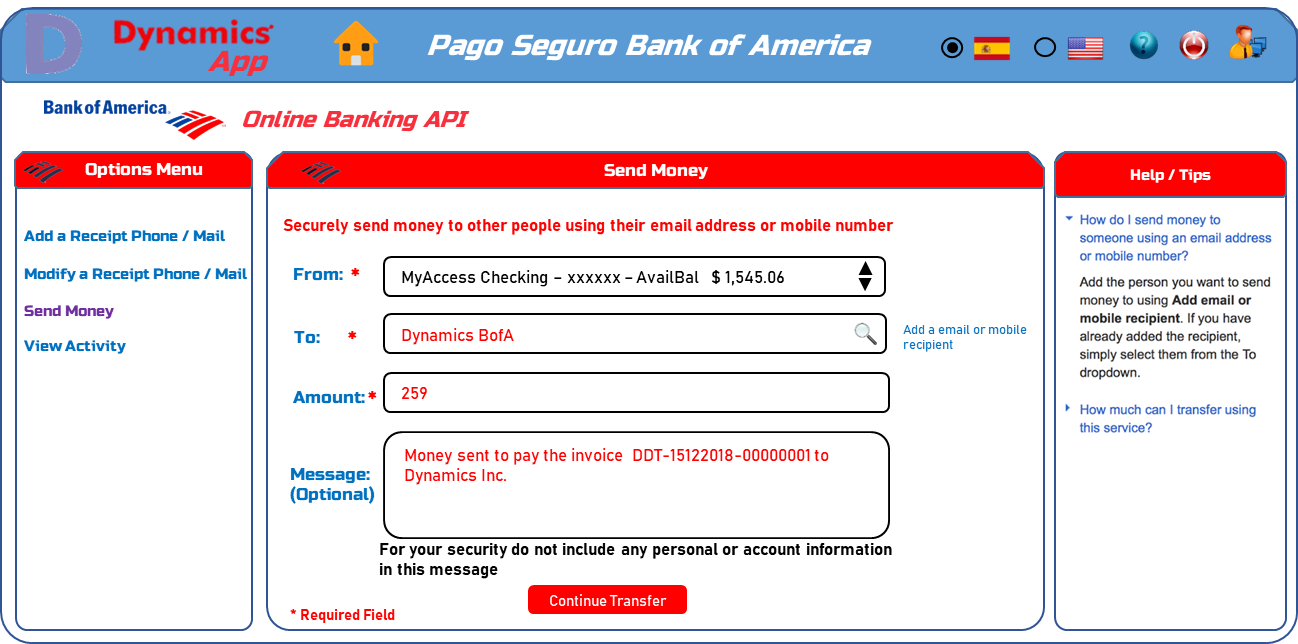 D
Dynamics
App
Pago Seguro Bank of America
?
Bank of America
Online Banking API
Options Menu
Add a Receipt Phone / Mail
Modify a Receipt Phone / Mail
Send Money
View Activity
Send Money
Securely send money to other people using their email address or mobile number
From: * MyAccess Checking – xxxxxx – AvailBal $ 1,545.06
To: * Dynamics BofA
Add a email or mobile
recipient
Amount:* 259
Message:
(Optional)
Money sent to pay the invoice DDT-15122018-00000001 to
Dynamics Inc.
For your security do not include any personal or account information
in this message
Continue Transfer
* Required Field
Help / Tips
How do I send money to
someone using an email address
or mobile number?
Add the person you want to send
money to using Add email or
mobile recipient. If you have
already added the recipient,
simply select them from the To
dropdown.
How much can I transfer using
this service?